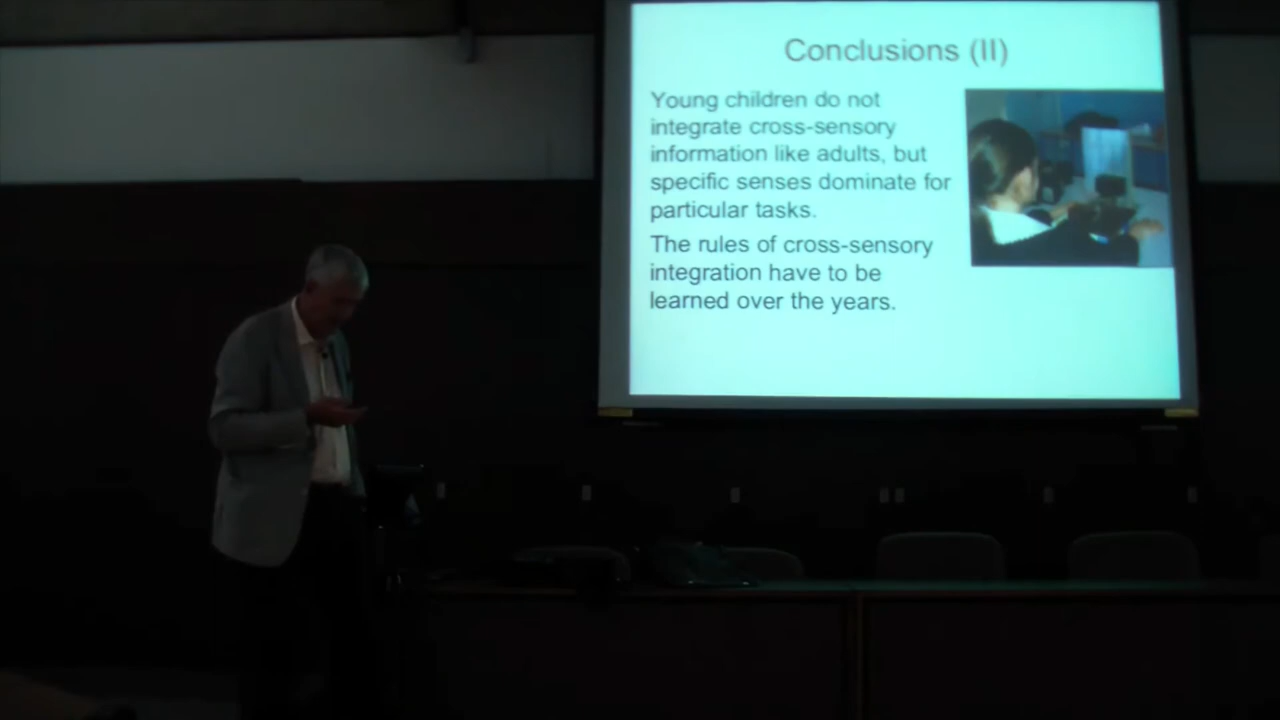 Conclusions (II)
Young children do not
integrate cross-sensory
information like adults, but
specific senses dominate for
particular tasks.
The rules of cross-sensory
integration have to be
learned over the years.